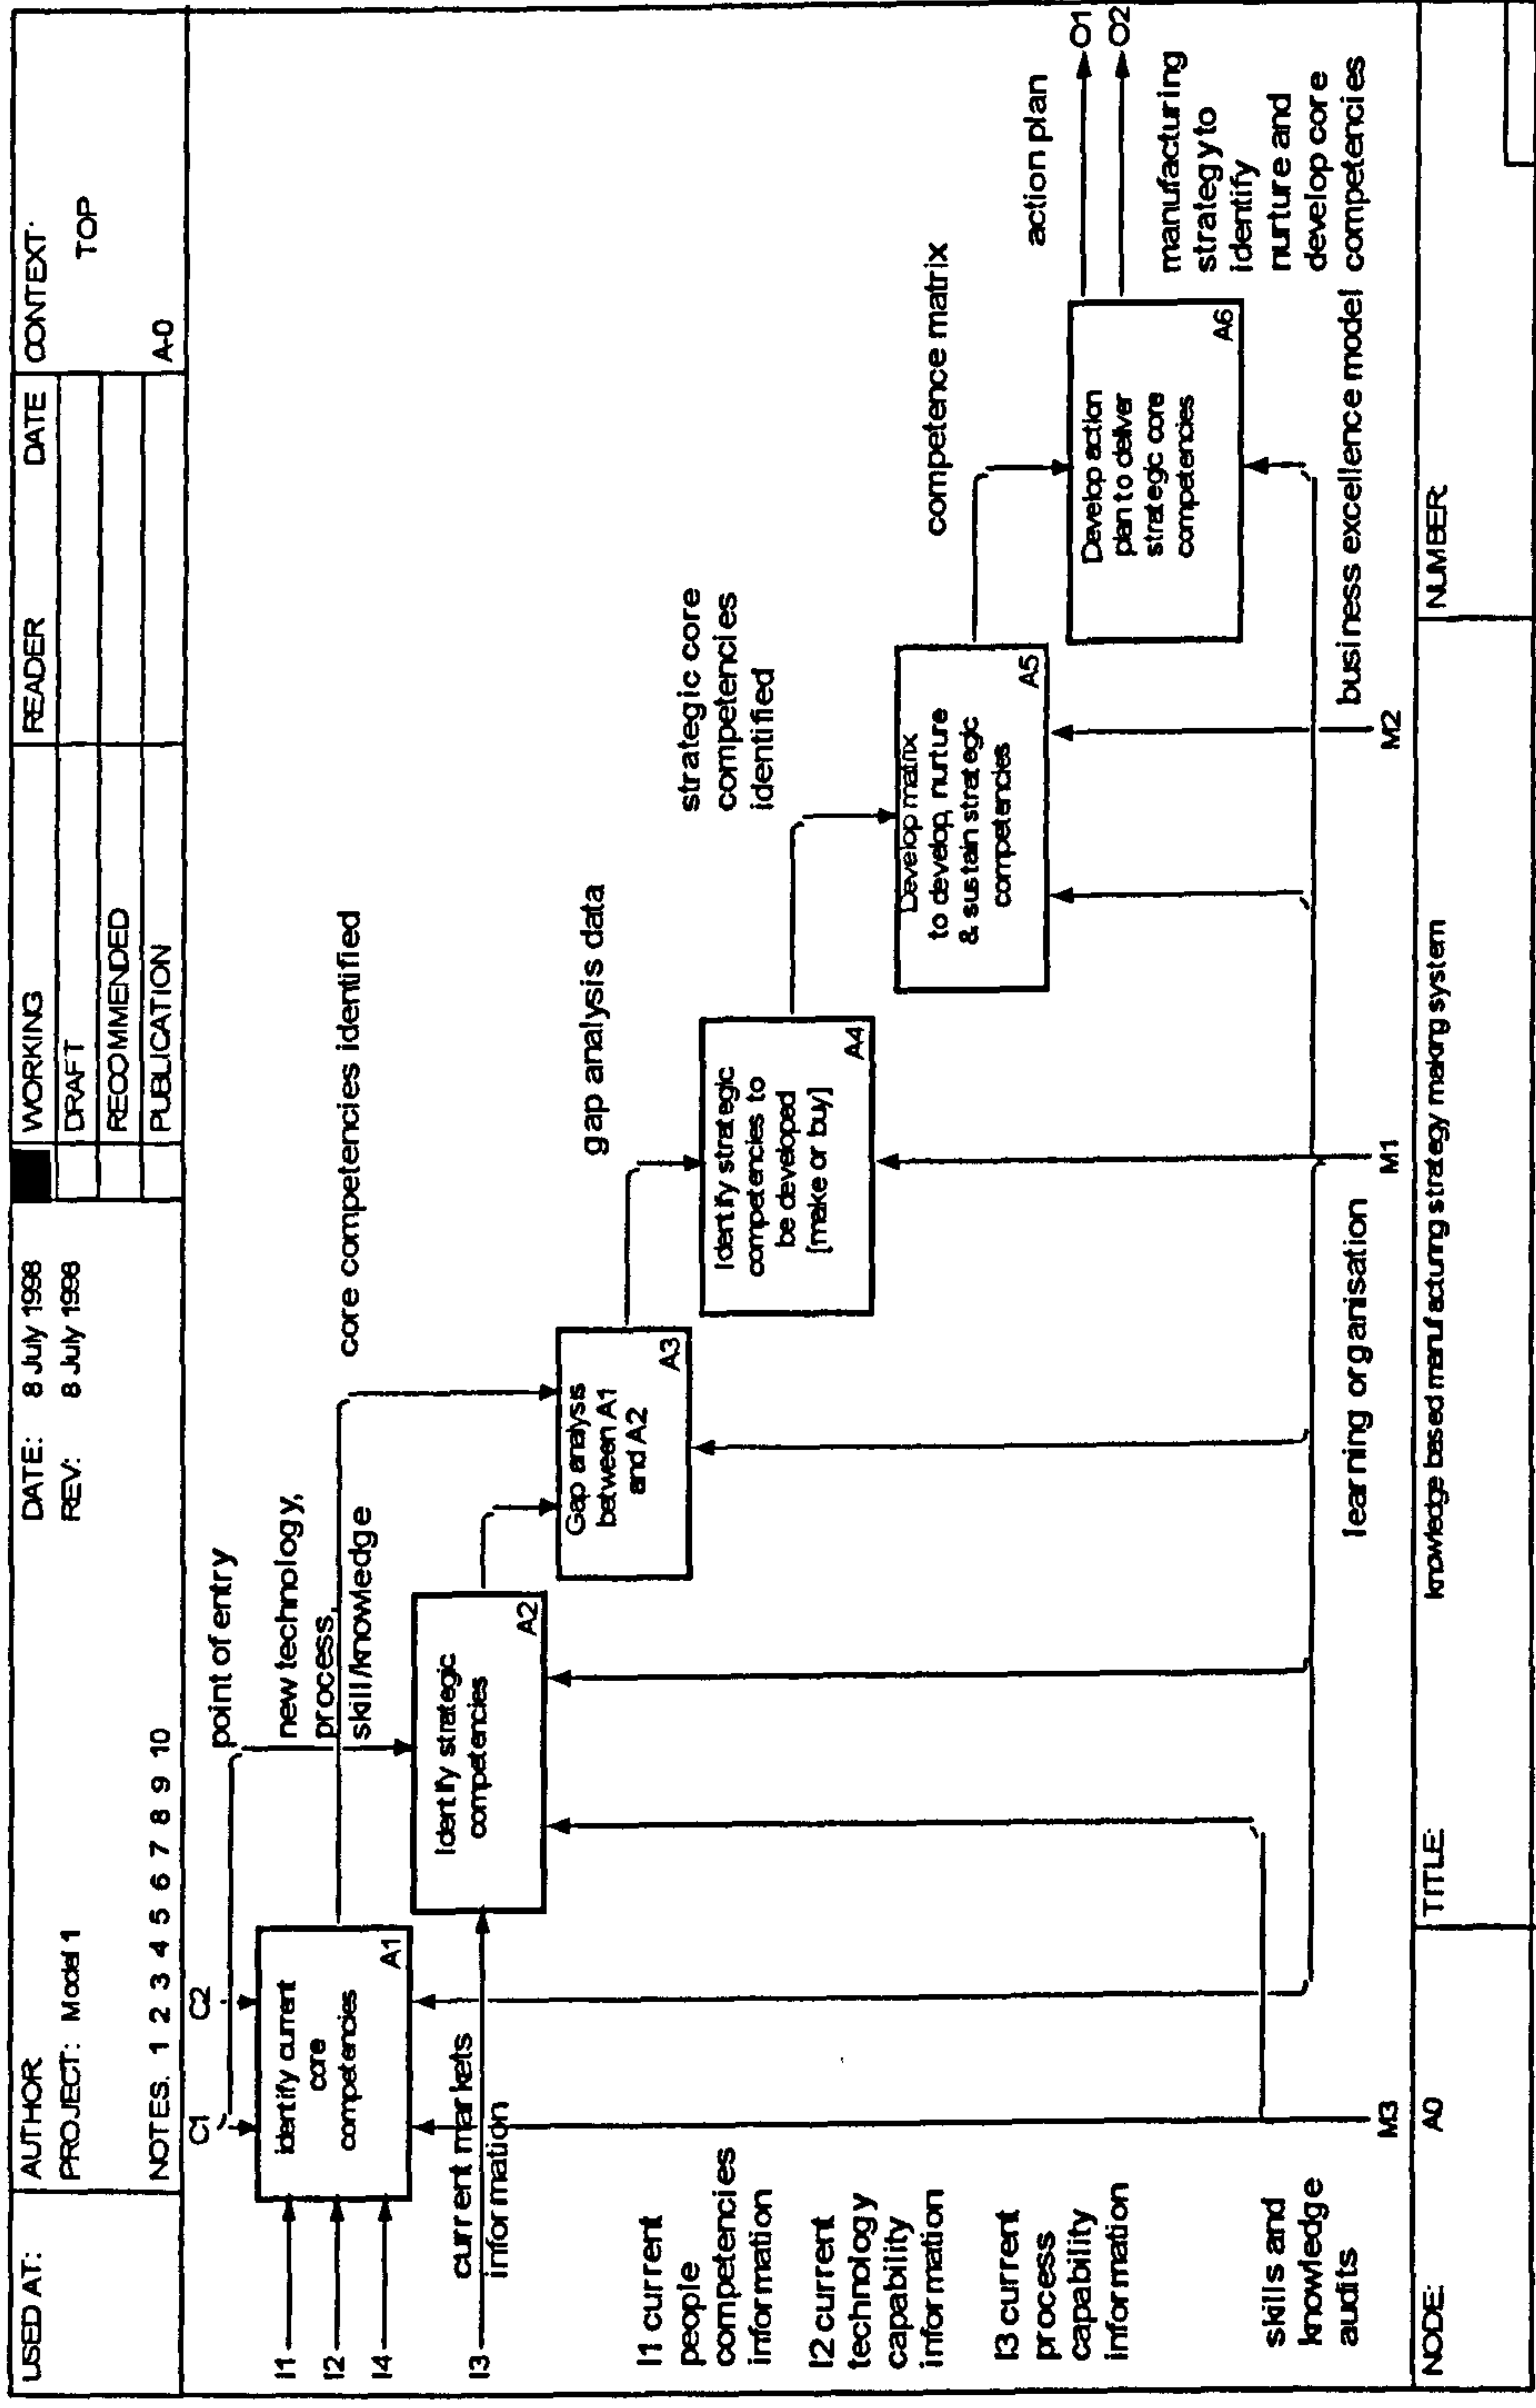 USED AT:
AUTHOR
PROJECT: Model 1
NOTES. 1 2 3 4 5 6 7 8 9 10
DATE: 8 July 1998
REV: 8 July 1998
WORKING
DRAFT
RECOMMENDED
PUBLICATION
READER
DATE
CONTEXT:
TOP
A-0
C1
C2
point of entry
new technology,
process,
skill/knowledge
core competencies identified
I1
I2
I4
I3
identify current
core
competencies
A1
current markets
information
Identify strategic
competencies
A2
Gap analysis
between A1
and A2
A3
gap analysis data
Identify strategic
competencies to
be developed
[make or buy]
A4
strategic core
competencies
identified
Develop matrix
to develop, nurture
& sustain strategic
competencies
A5
competence matrix
Develop action
plan to deliver
strategic core
competencies
A6
action plan
O1
O2
manufacturing
strategy to
identify
nurture and
develop core
competencies
I1 current
people
competencies
information
I2 current
technology
capability
information
I3 current
process
capability
information
skills and
knowledge
audits
learning organisation
business excellence model
M3
M1
M2
NODE:
A0
TITLE:
knowledge based manufacturing strategy making system
NUMBER: